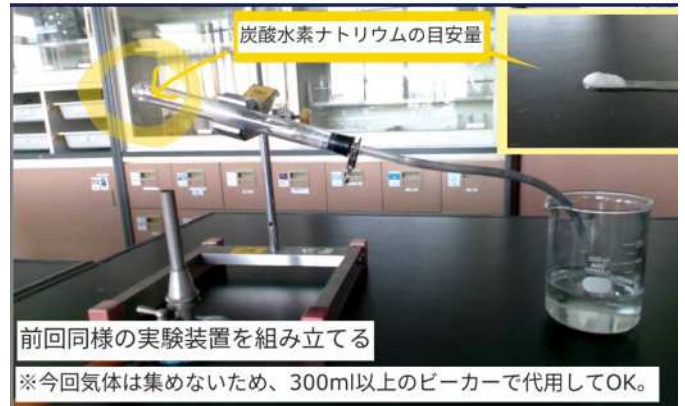 炭酸水素ナトリウムの目安量
前回同様の実験装置を組み立てる
※今回気体は集めないため、300ml以上のビーカーで代用してOK。